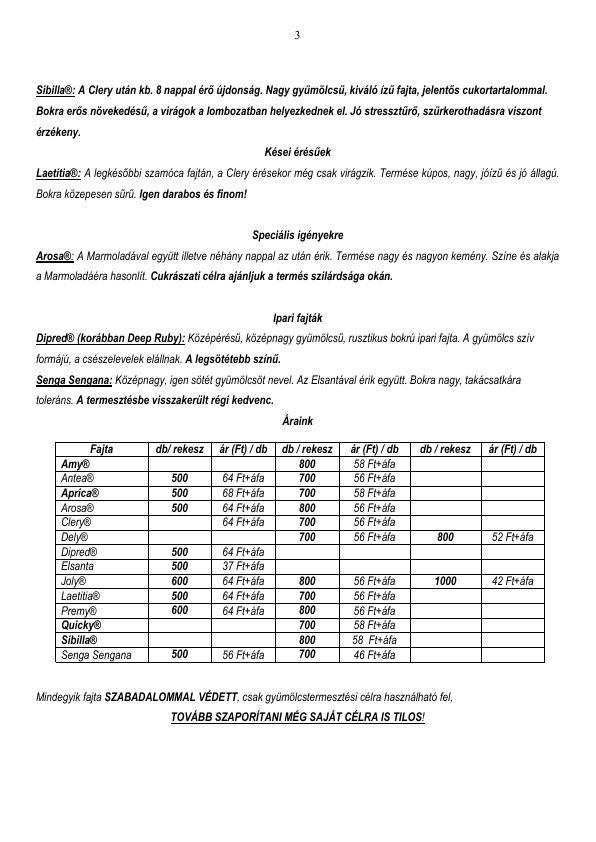 3
Sibilla®: A Clery után kb. 8 nappal érő újdonság. Nagy gyümölcsű, kiváló ízű fajta, jelentős cukortartalommal.
Bokra erős növekedésű, a virágok a lombozatban helyezkednek el. Jó stressztűrő, szürkerothadásra viszont
érzékeny.
Kései érésűek
Laetitia®: A legkésőbbi szamóca fajtán, a Clery érésekor még csak virágzik. Termése kúpos, nagy, jóízű és jó állagú.
Bokra közepesen sűrű. Igen darabos és finom!
Speciális igényekre
Arosa®: A Marmoladával együtt illetve néhány nappal az után érik. Termése nagy és nagyon kemény. Színe és alakja
a Marmoladáéra hasonlít. Cukrászati célra ajánljuk a termés szilárdsága okán.
Ipari fajták
Dipred® (korábban Deep Ruby): Középérésű, középnagy gyümölcsű, rusztikus bokrú ipari fajta. A gyümölcs szív
formájú, a csészelevelek elállnak. A legsötétebb színű.
Senga Sengana: Középnagy, igen sötét gyümölcsöt nevel. Az Elsantával érik együtt. Bokra nagy, takácsatkára
toleráns. A termesztésbe visszakerült régi kedvenc.
Áraink
Fajta db/ rekesz ár (Ft) / db db / rekesz ár (Ft) / db db / rekesz ár (Ft) / db
Amy® 800 58 Ft+áfa
Antea® 500 64 Ft+áfa 700 56 Ft+áfa
Aprica® 500 68 Ft+áfa 700 58 Ft+áfa
Arosa® 500 64 Ft+áfa 800 56 Ft+áfa
Clery® 64 Ft+áfa 700 56 Ft+áfa
Dely® 700 56 Ft+áfa 800 52 Ft+áfa
Dipred® 500 64 Ft+áfa
Elsanta 500 37 Ft+áfa
Joly® 600 64 Ft+áfa 800 56 Ft+áfa 1000 42 Ft+áfa
Laetitia® 500 64 Ft+áfa 700 56 Ft+áfa
Premy® 600 64 Ft+áfa 800 56 Ft+áfa
Quicky® 700 58 Ft+áfa
Sibilla® 800 58 Ft+áfa
Senga Sengana 500 56 Ft+áfa 700 46 Ft+áfa
Mindegyik fajta SZABADALOMMAL VÉDETT, csak gyümölcstermesztési célra használható fel,
TOVÁBB SZAPORÍTANI MÉG SAJÁT CÉLRA IS TILOS!